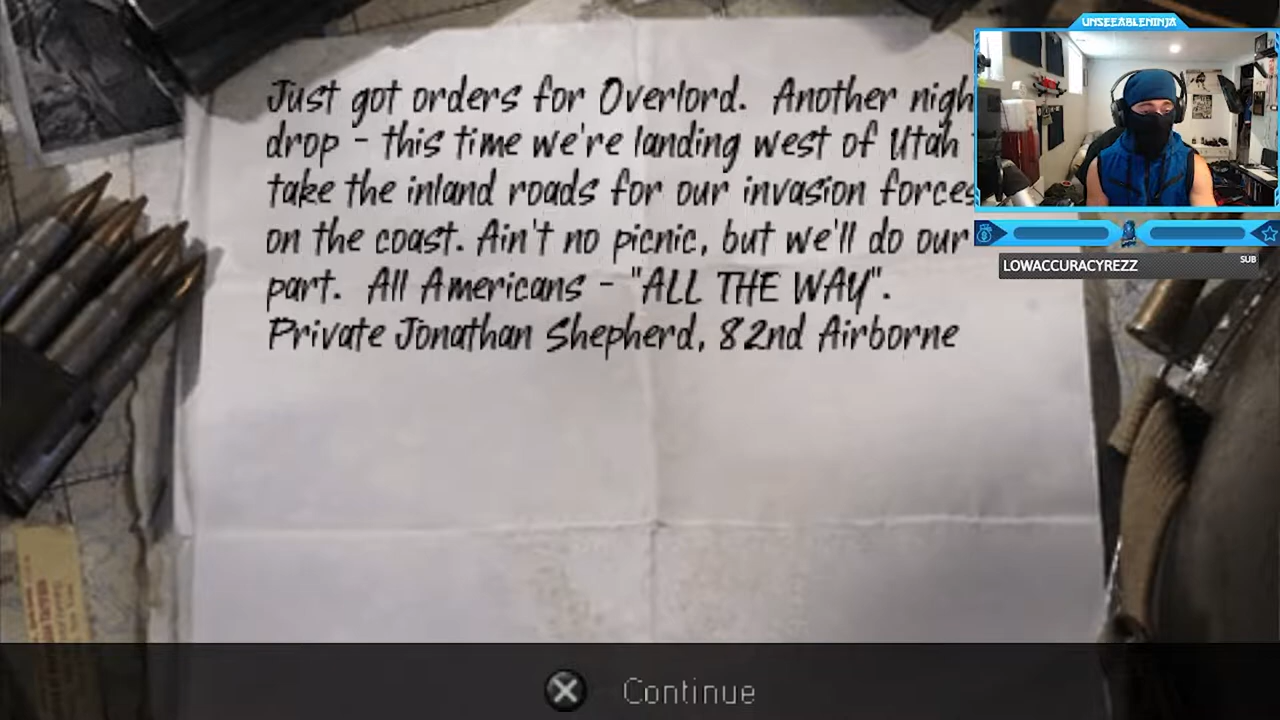 UNSEEABLENINJA
Just got orders for Overlord. Another nigh
drop - this time we're landing west of Utah
take the inland roads for our invasion forces
on the coast. Ain't no picnic, but we'll do our
part. All Americans - "ALL THE WAY".
Private Jonathan Shepherd, 82nd Airborne
LOWACCURACYREZZ
SUB
Continue